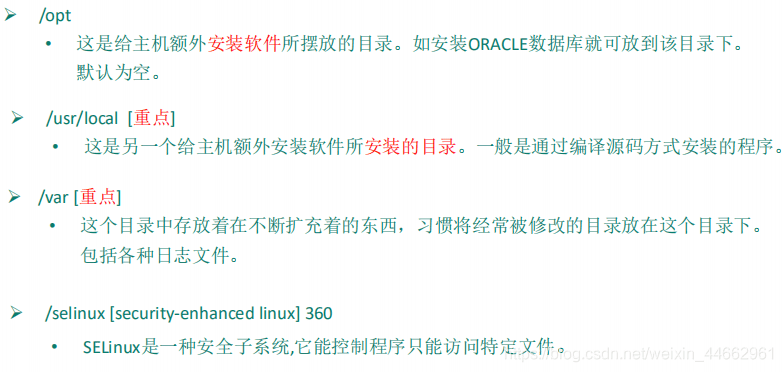 ➤ /opt
• 这是给主机额外安装软件所摆放的目录。如安装ORACLE数据库就可放到该目录下。
默认为空。
➤ /usr/local [重点]
• 这是另一个给主机额外安装软件所安装的目录。一般是通过编译源码方式安装的程序。
➤ /var [重点]
• 这个目录中存放着在不断扩充着的东西，习惯将经常被修改的目录放在这个目录下。
包括各种日志文件。
➤ /selinux [security-enhanced linux] 360
• SELinux是一种安全子系统,它能控制程序只能访问特定文件。
https://blog.csdn.net/weixin_44662961